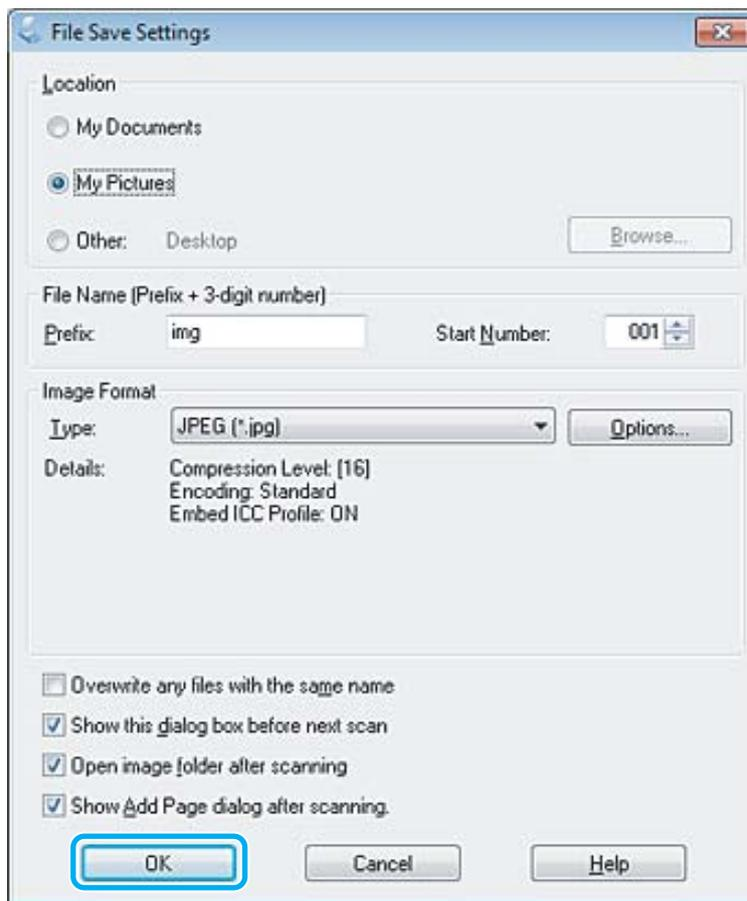 File Save Settings
Location
My Documents
My Pictures
Other: Desktop Browse...
File Name (Prefix + 3-digit number)
Prefix: img Start Number: 001
Image Format
Type: JPEG (*.jpg) Options...
Details: Compression Level: [16]
Encoding: Standard
Embed ICC Profile: ON
Overwrite any files with the same name
Show this dialog box before next scan
Open image folder after scanning
Show Add Page dialog after scanning.
OK Cancel Help